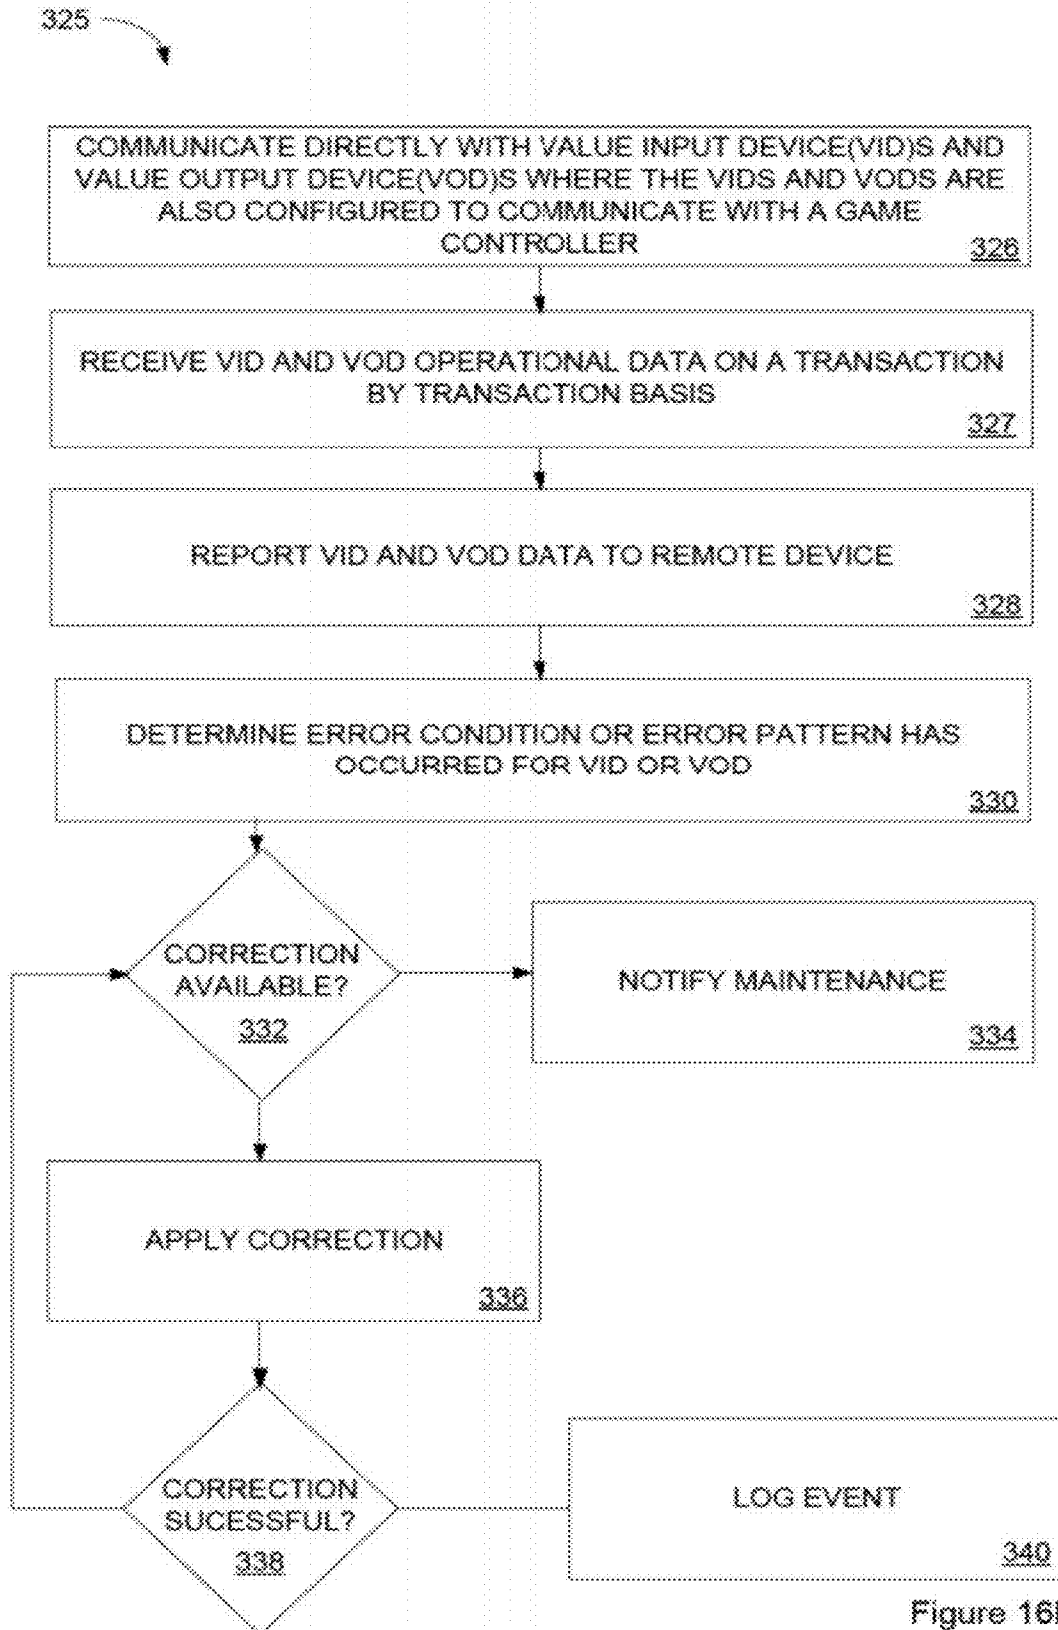 325
COMMUNICATE DIRECTLY WITH VALUE INPUT DEVICE(VID)S AND
VALUE OUTPUT DEVICE(VOD)S WHERE THE VIDS AND VODS ARE
ALSO CONFIGURED TO COMMUNICATE WITH A GAME
CONTROLLER
326
RECEIVE VID AND VOD OPERATIONAL DATA ON A TRANSACTION
BY TRANSACTION BASIS
327
REPORT VID AND VOD DATA TO REMOTE DEVICE
328
DETERMINE ERROR CONDITION OR ERROR PATTERN HAS
OCCURRED FOR VID OR VOD
330
CORRECTION
AVAILABLE?
332
NOTIFY MAINTENANCE
334
APPLY CORRECTION
336
CORRECTION
SUCESSFUL?
338
LOG EVENT
340
Figure 16